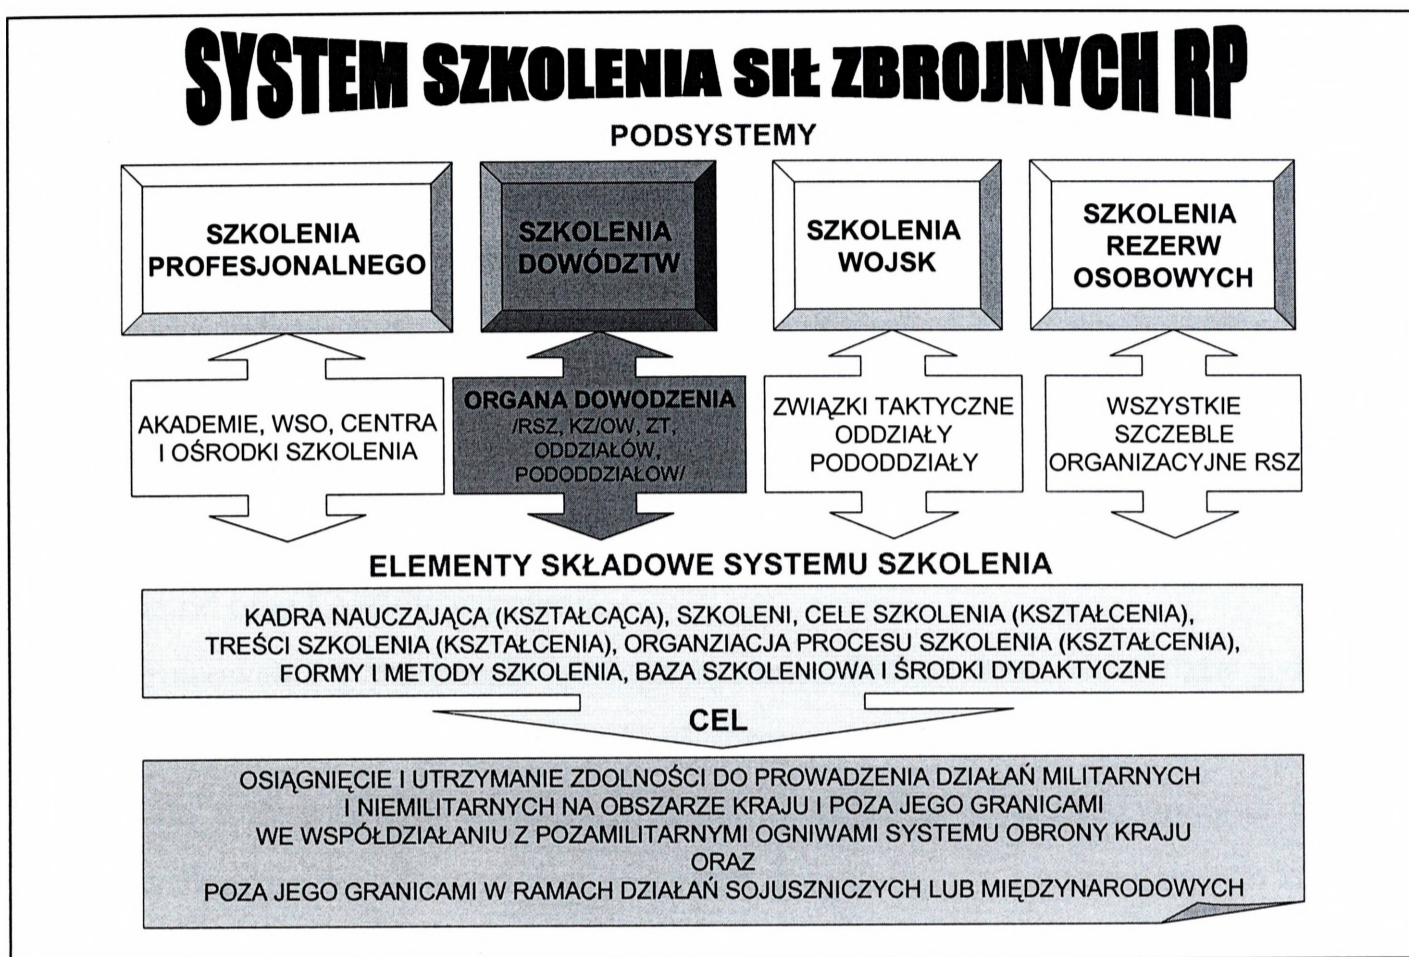 SYSTEM SZKOLENIA SIŁ ZBROJNYCH RP
PODSYSTEMY
SZKOLENIA
PROFESJONALNEGO
SZKOLENIA
DOWÓDZTW
SZKOLENIA
WOJSK
SZKOLENIA
REZERW
OSOBOWYCH
AKADEMIE, WSO, CENTRA
I OŚRODKI SZKOLENIA
ORGANA DOWODZENIA
/RSZ, KZ/OW, ZT,
ODDZIAŁÓW,
PODODDZIAŁOW/
ZWIĄZKI TAKTYCZNE
ODDZIAŁY
PODODDZIAŁY
WSZYSTKIE
SZCZEBLE
ORGANIZACYJNE RSZ
ELEMENTY SKŁADOWE SYSTEMU SZKOLENIA
KADRA NAUCZAJĄCA (KSZTAŁCĄCA), SZKOLENI, CELE SZKOLENIA (KSZTAŁCENIA),
TREŚCI SZKOLENIA (KSZTAŁCENIA), ORGANZIACJA PROCESU SZKOLENIA (KSZTAŁCENIA),
FORMY I METODY SZKOLENIA, BAZA SZKOLENIOWA I ŚRODKI DYDAKTYCZNE
CEL
OSIĄGNIĘCIE I UTRZYMANIE ZDOLNOŚCI DO PROWADZENIA DZIAŁAŃ MILITARNYCH
I NIEMILITARNYCH NA OBSZARZE KRAJU I POZA JEGO GRANICAMI
WE WSPÓŁDZIAŁANIU Z POZAMILITARNYMI OGNIWAMI SYSTEMU OBRONY KRAJU
ORAZ
POZA JEGO GRANICAMI W RAMACH DZIAŁAŃ SOJUSZNICZYCH LUB MIĘDZYNARODOWYCH